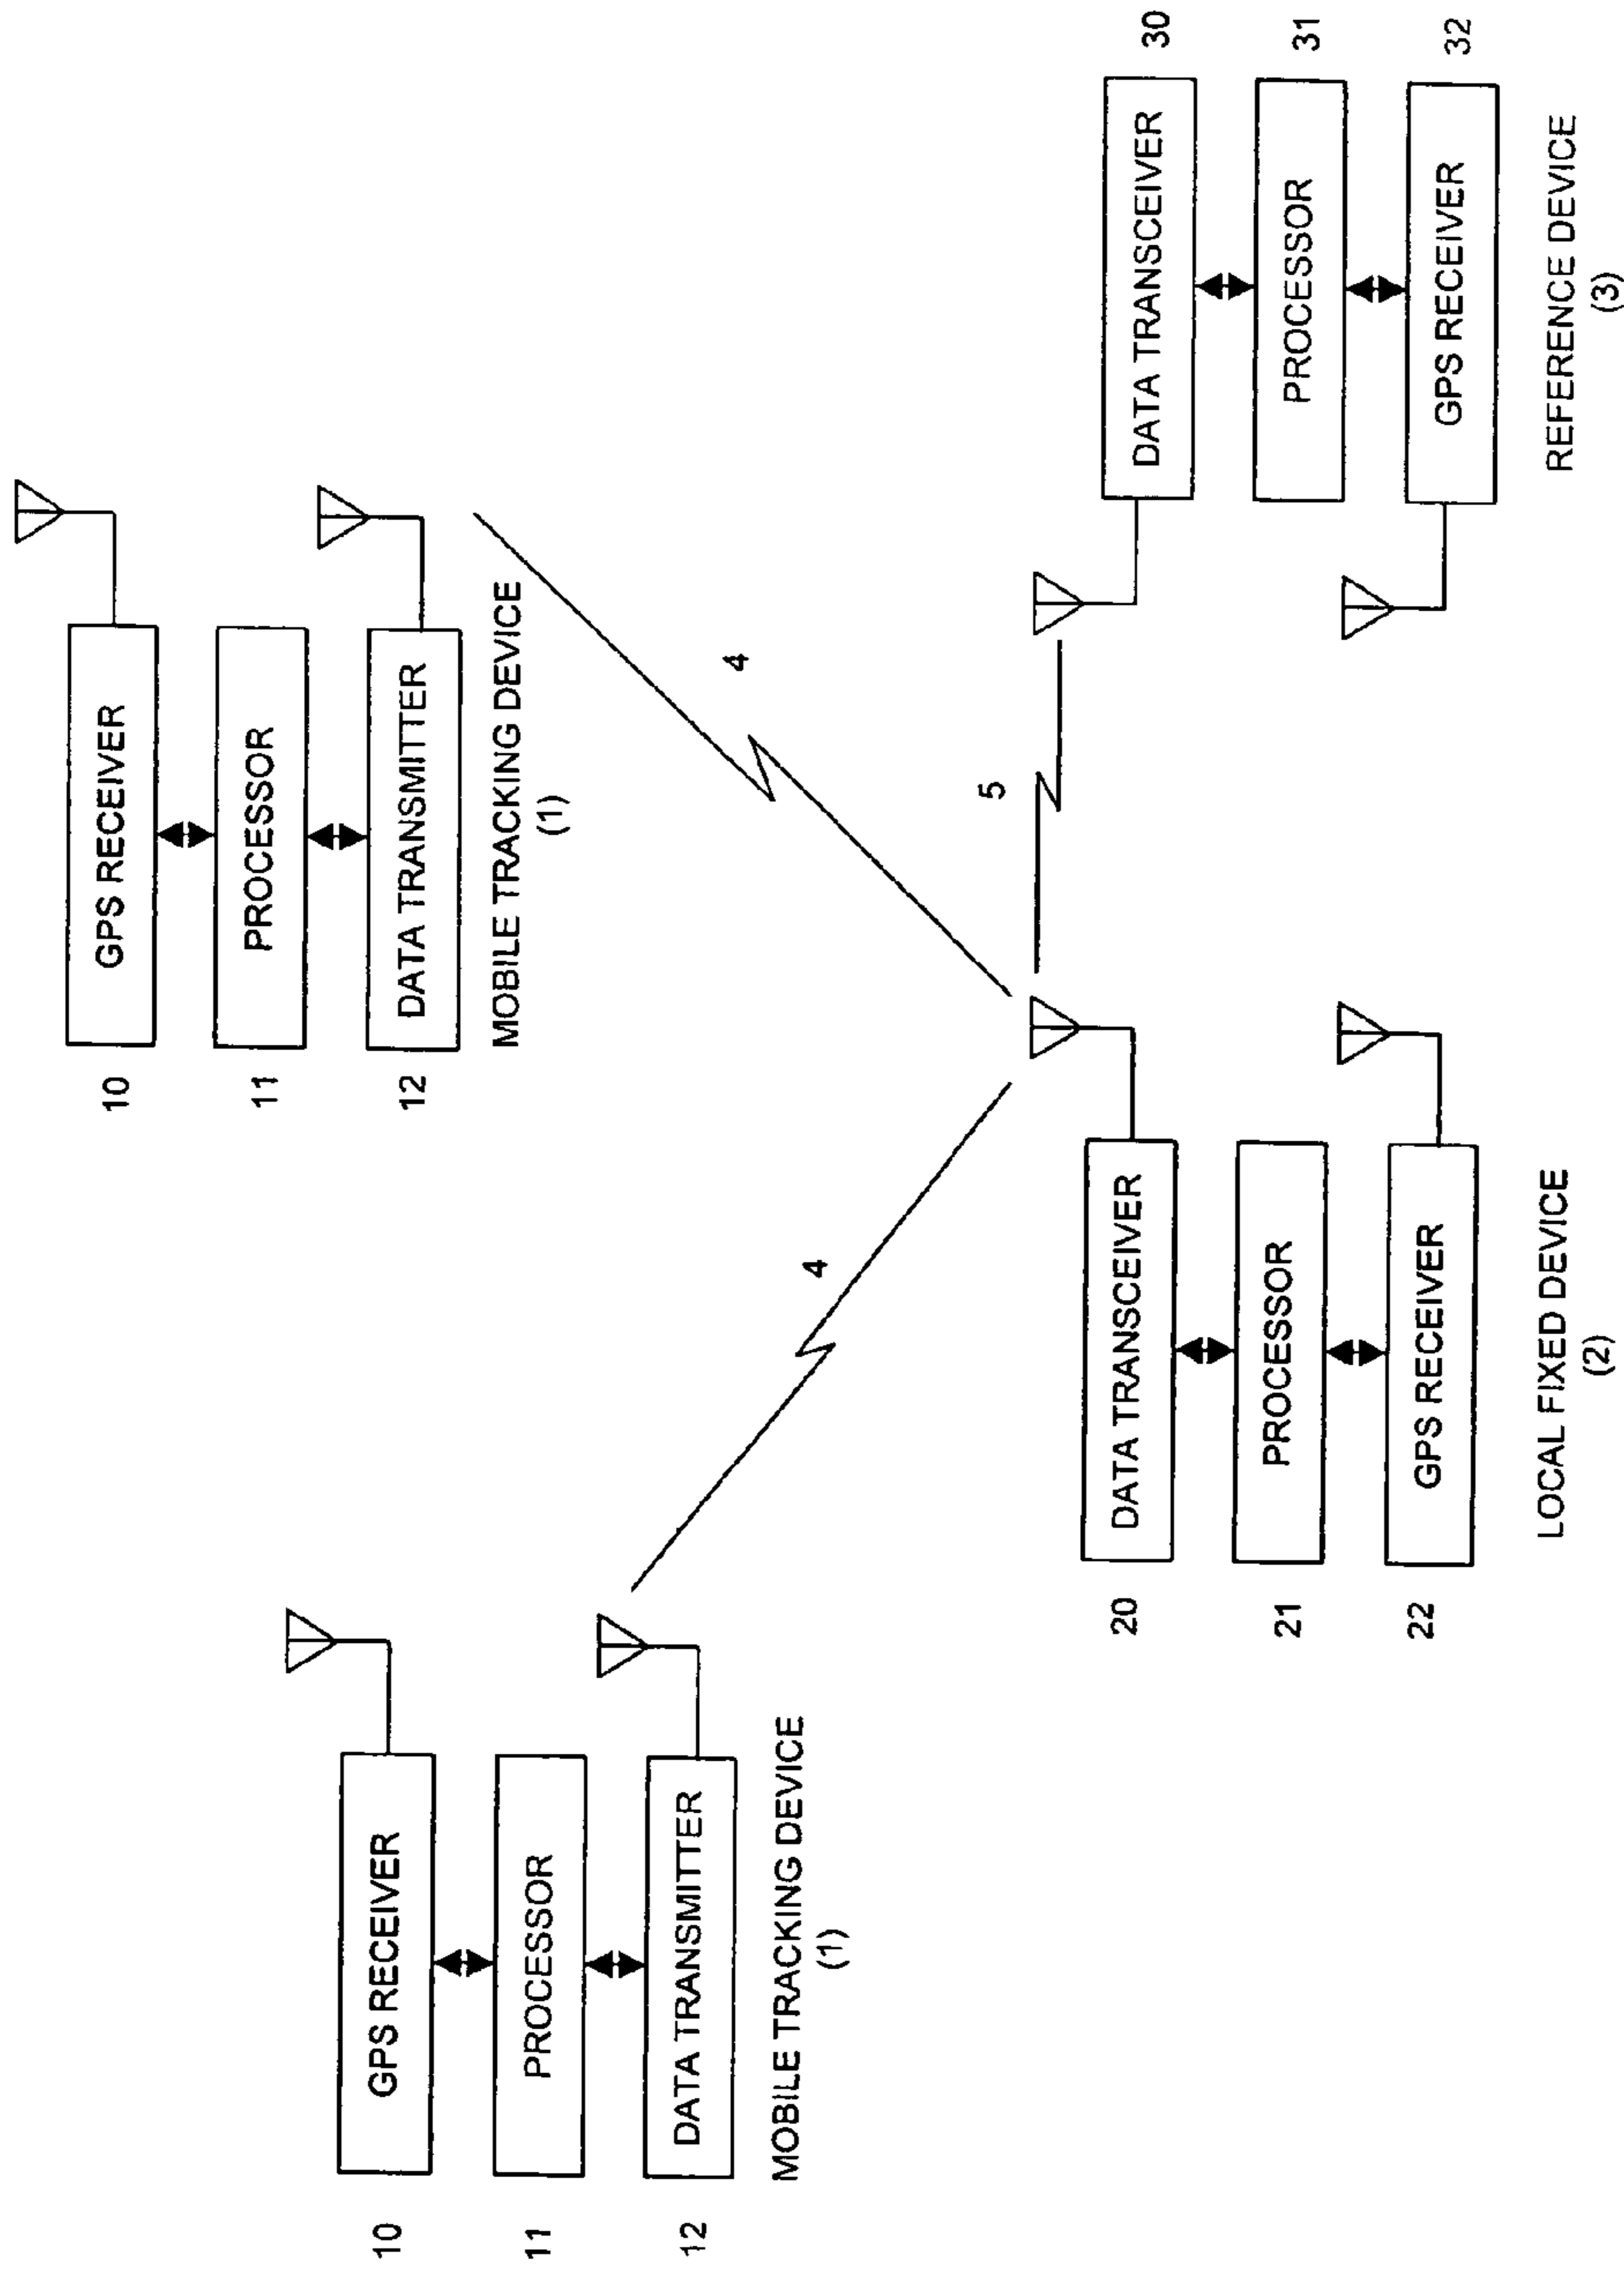 10
GPS RECEIVER
11
PROCESSOR
12
DATA TRANSMITTER
MOBILE TRACKING DEVICE
(1)
10
GPS RECEIVER
11
PROCESSOR
12
DATA TRANSMITTER
MOBILE TRACKING DEVICE
(1)
4
4
5
20
DATA TRANSCEIVER
21
PROCESSOR
22
GPS RECEIVER
LOCAL FIXED DEVICE
(2)
DATA TRANSCEIVER
30
PROCESSOR
31
GPS RECEIVER
32
REFERENCE DEVICE
(3)